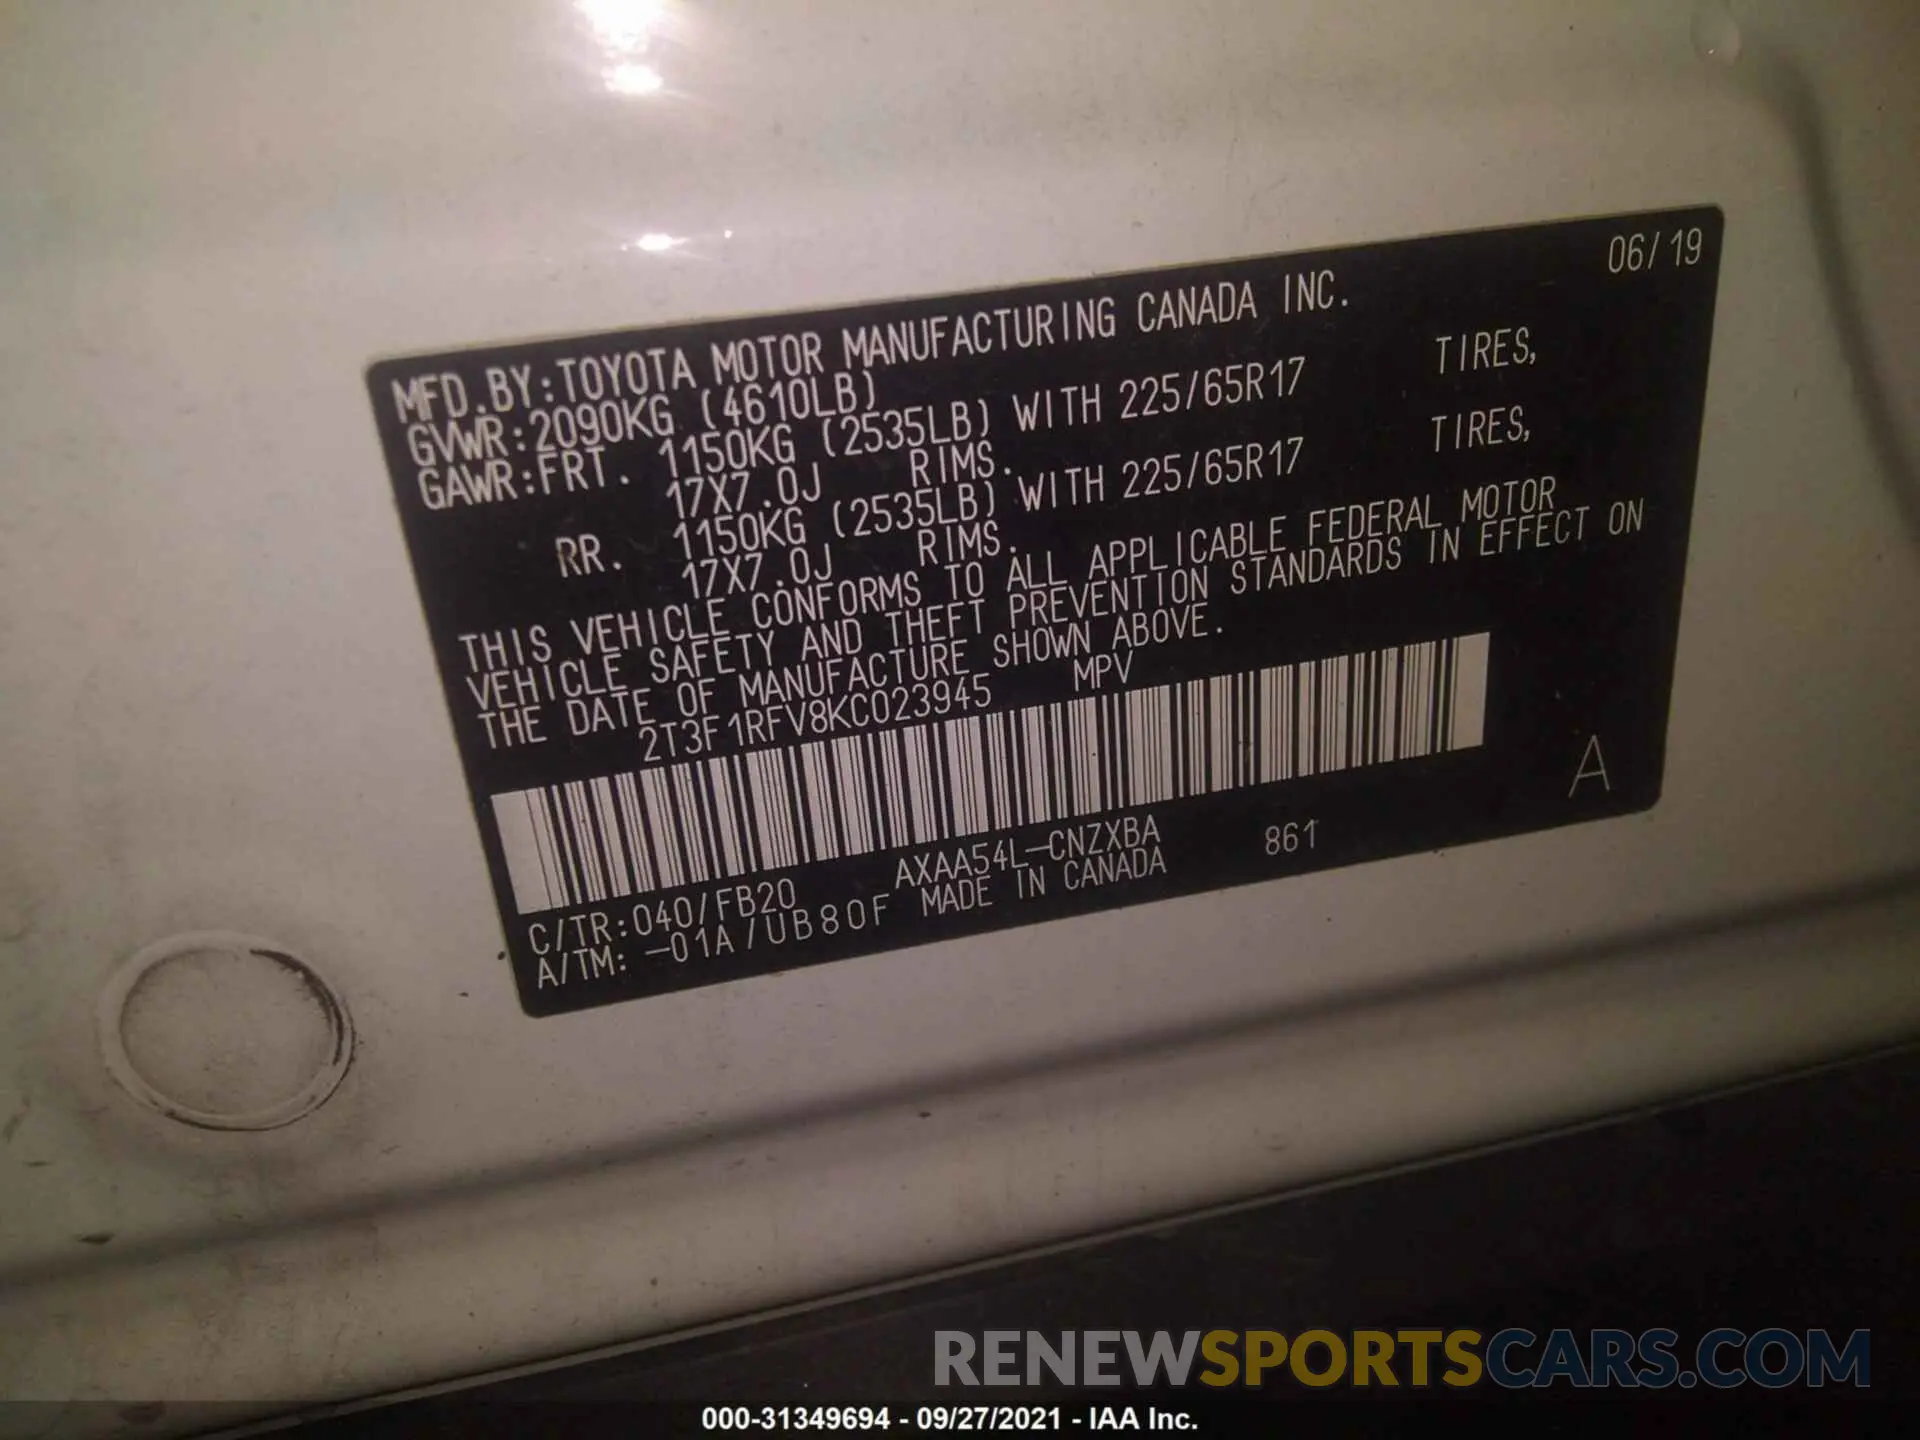 06/19
MFD.BY:TOYOTA MOTOR MANUFACTURING CANADA INC.
GVWR:2090KG (4610LB)
GAWR:FRT. 1150KG (2535LB) WITH 225/65R17 TIRES,
17X7.0J RIMS.
RR. 1150KG (2535LB) WITH 225/65R17 TIRES,
17X7.0J RIMS.
THIS VEHICLE CONFORMS TO ALL APPLICABLE FEDERAL MOTOR
VEHICLE SAFETY AND THEFT PREVENTION STANDARDS IN EFFECT ON
THE DATE OF MANUFACTURE SHOWN ABOVE.
2T3F1RFV8KC023945 MPV
A
C/TR:040/FB20 AXAA54L-CNZXBA 861
A/TM: -01A/UB80F MADE IN CANADA
RENEWSPORTSCARS.COM
000-31349694 - 09/27/2021 - IAA Inc.